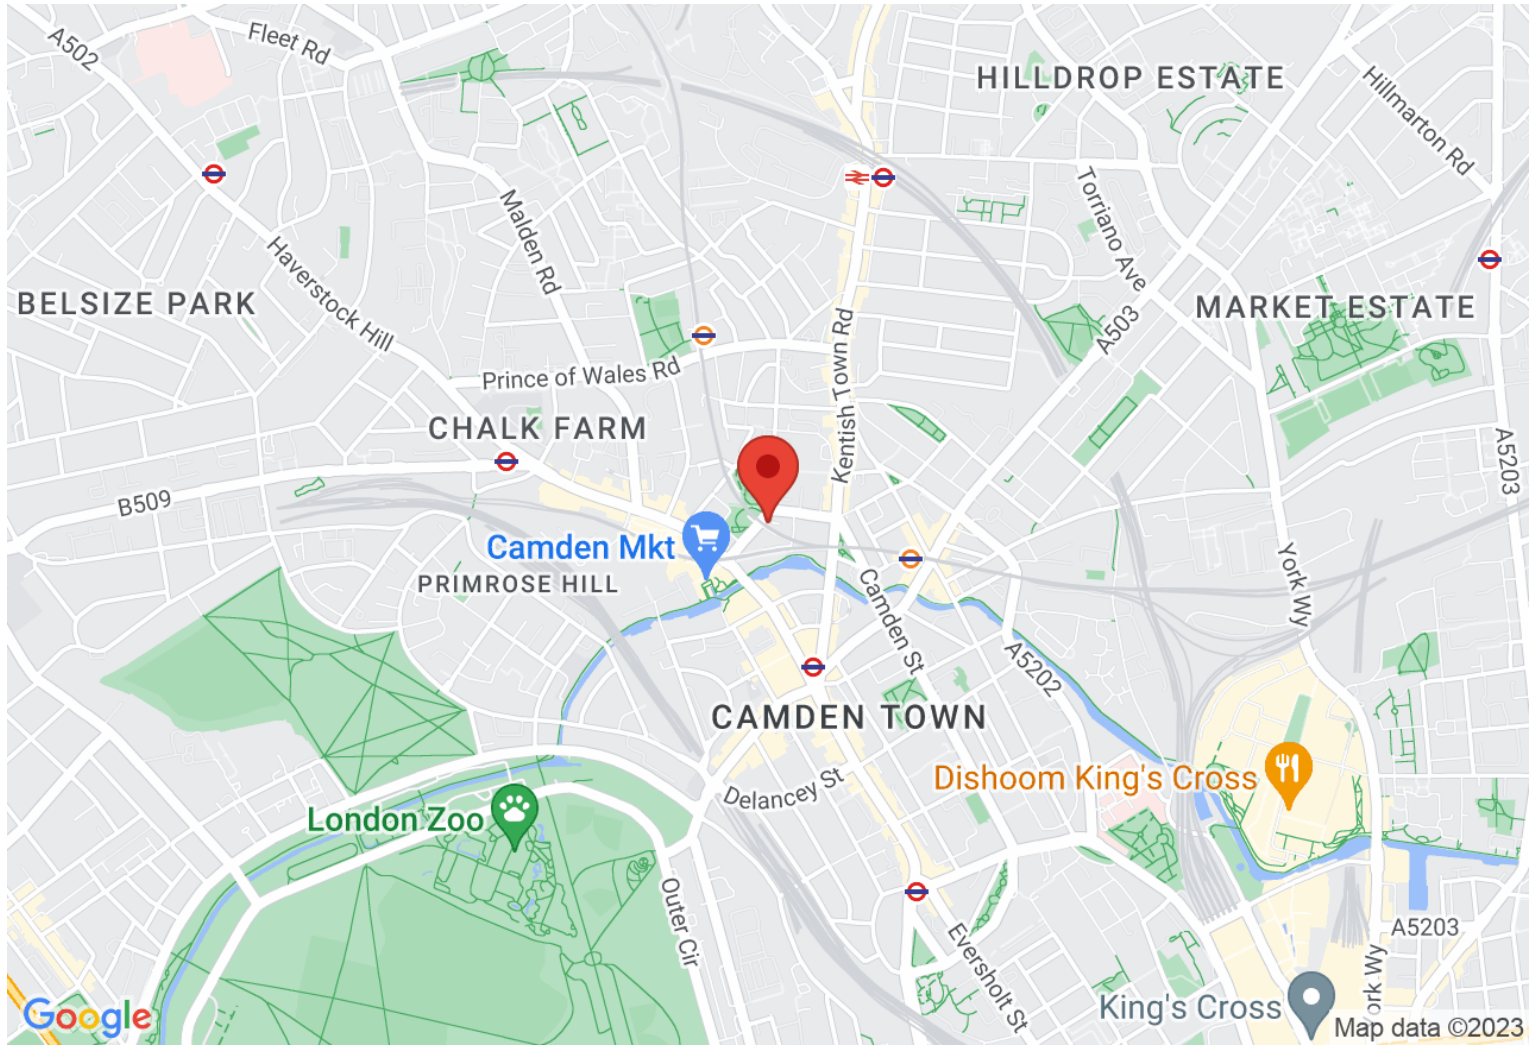 A502
Fleet Rd
HILLDROP ESTATE
Hillmarton Rd
Malden Rd
Torriano Ave
BELSIZE PARK
Haverstock Hill
MARKET ESTATE
A503
Kentish Town Rd
Prince of Wales Rd
CHALK FARM
A5203
B509
Camden Mkt
PRIMROSE HILL
York Wy
Camden St
A5202
CAMDEN TOWN
Dishoom King's Cross
Delancey St
London Zoo
Outer Cir
A5203
Eversholt St
York Wy
King's Cross
Google
Map data ©2023